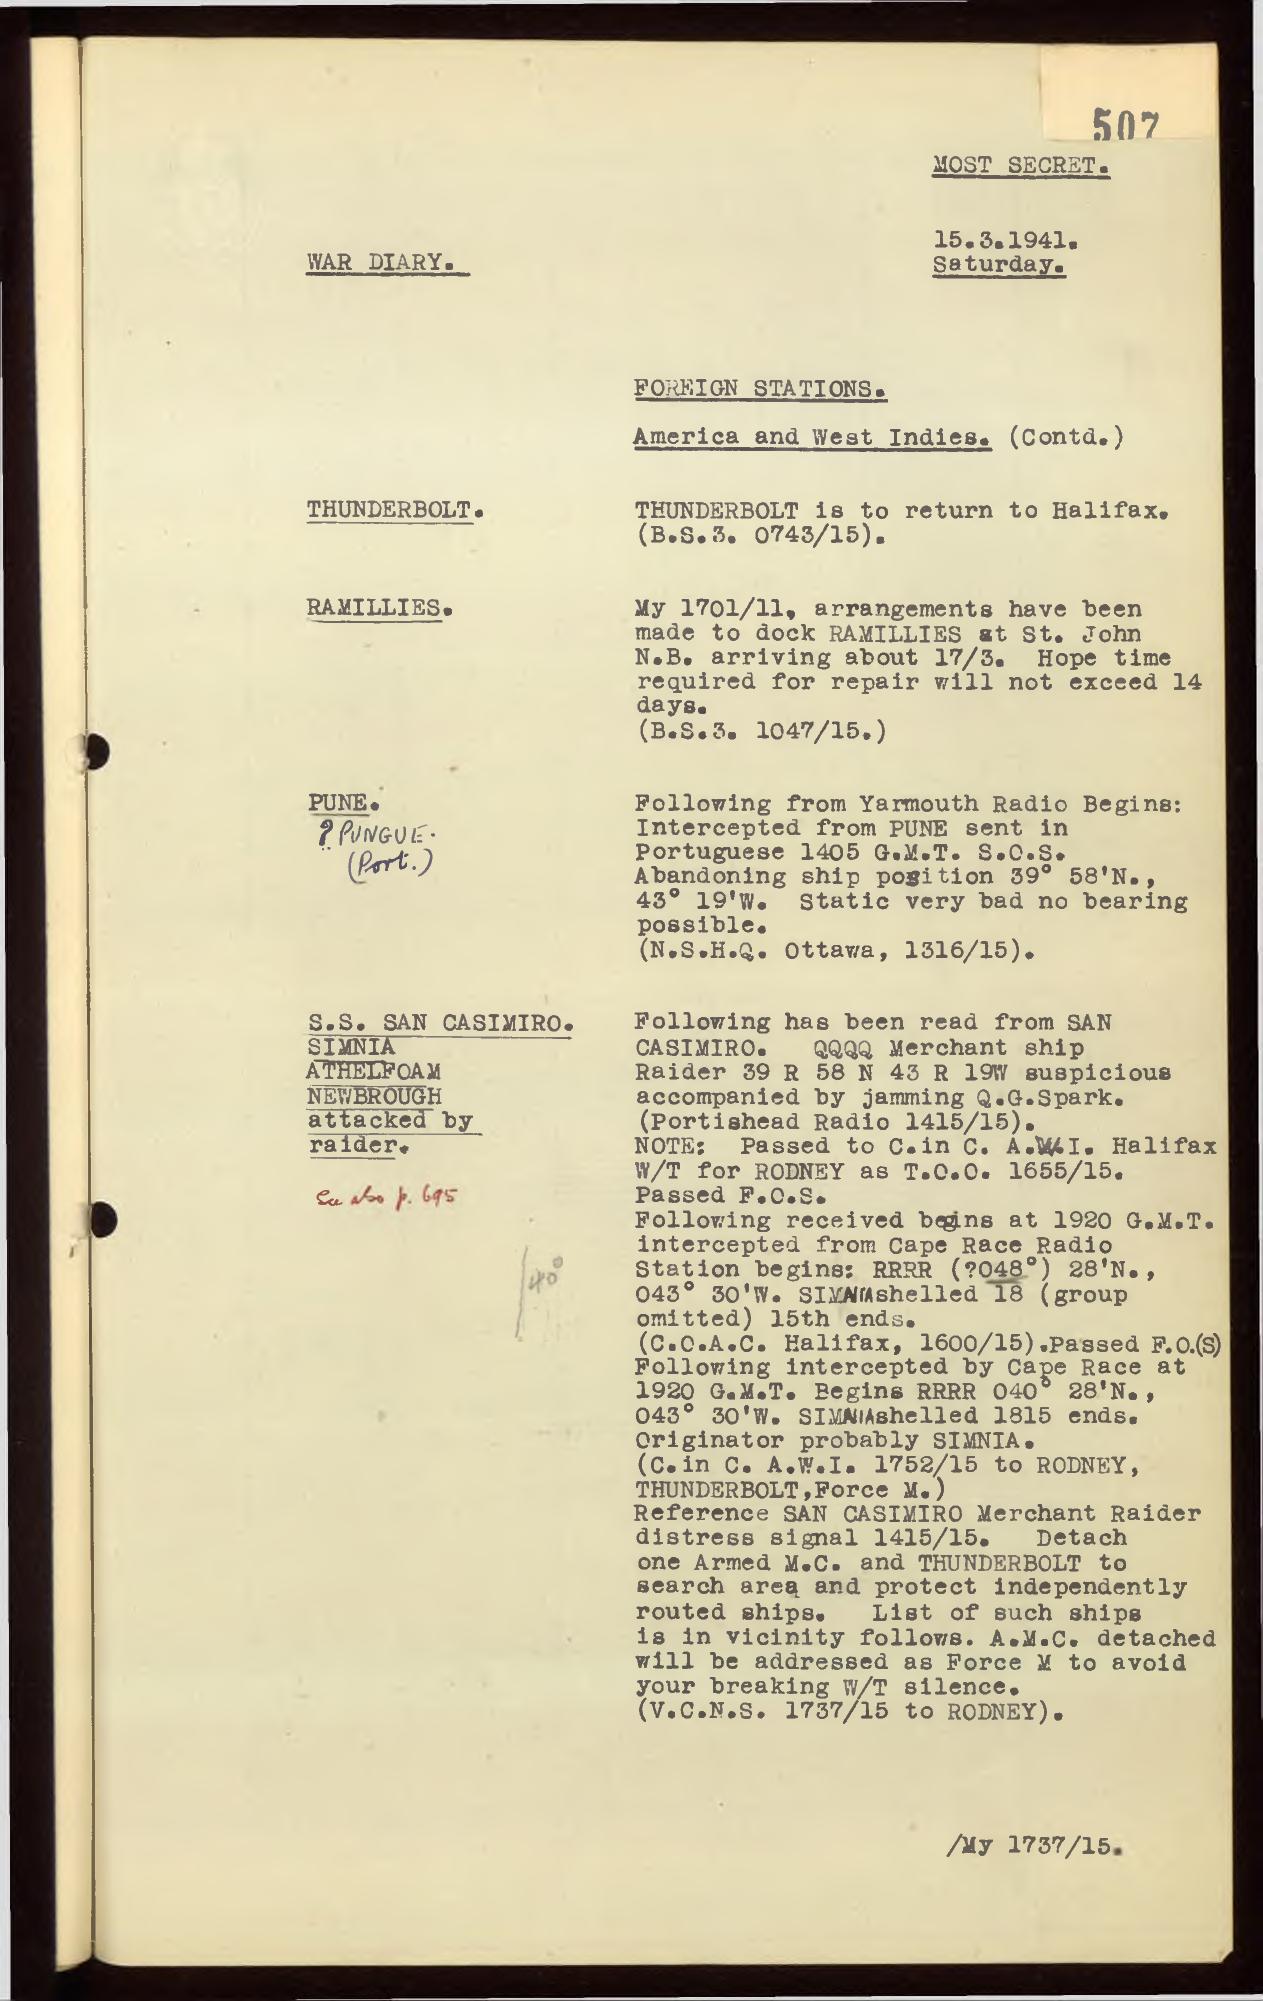 507
MOST SECRET.
15.3.1941.
Saturday.
WAR DIARY.
FOREIGN STATIONS.
America and West Indies. (Contd.)
THUNDERBOLT.
THUNDERBOLT is to return to Halifax.
(B.S.3. 0743/15).
RAMILLIES.
My 1701/11, arrangements have been
made to dock RAMILLIES at St. John
N.B. arriving about 17/3. Hope time
required for repair will not exceed 14
days.
(B.S.3. 1047/15.)
PUNE.
? PUNGUE.
(Port.)
Following from Yarmouth Radio Begins:
Intercepted from PUNE sent in
Portuguese 1405 G.M.T. S.O.S.
Abandoning ship position 39° 58'N.,
43° 19'W. Static very bad no bearing
possible.
(N.S.H.Q. Ottawa, 1316/15).
S.S. SAN CASIMIRO.
SIMNIA
ATHELFOAM
NEWBROUGH
attacked by
raider.
See also p. 695
Following has been read from SAN
CASIMIRO. QQQQ Merchant ship
Raider 39 R 58 N 43 R 19W suspicious
accompanied by jamming Q.G.Spark.
(Portishead Radio 1415/15).
NOTE: Passed to C.in C. A.W.I. Halifax
W/T for RODNEY as T.O.O. 1655/15.
Passed F.O.S.
Following received begins at 1920 G.M.T.
intercepted from Cape Race Radio
Station begins: RRRR (?048°) 28'N.,
40°
043° 30'W. SIMNIA shelled 18 (group
omitted) 15th ends.
(C.O.A.C. Halifax, 1600/15).Passed F.O.(S)
Following intercepted by Cape Race at
1920 G.M.T. Begins RRRR 040° 28'N.,
043° 30'W. SIMNIA shelled 1815 ends.
Originator probably SIMNIA.
(C.in C. A.W.I. 1752/15 to RODNEY,
THUNDERBOLT,Force M.)
Reference SAN CASIMIRO Merchant Raider
distress signal 1415/15. Detach
one Armed M.C. and THUNDERBOLT to
search area and protect independently
routed ships. List of such ships
is in vicinity follows. A.M.C. detached
will be addressed as Force M to avoid
your breaking W/T silence.
(V.C.N.S. 1737/15 to RODNEY).
/My 1737/15.